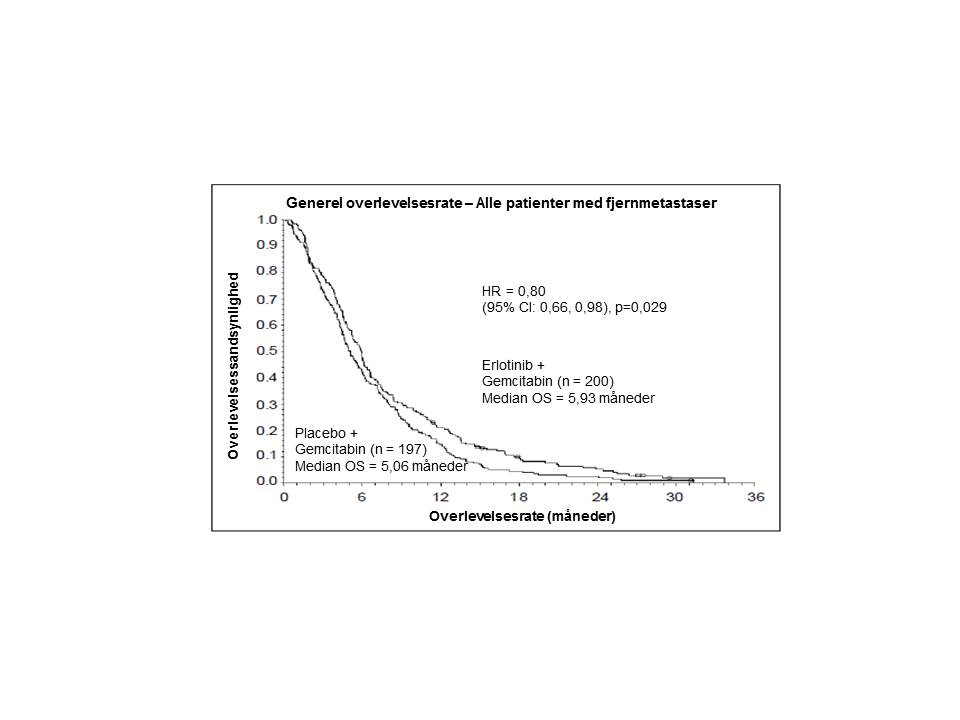 Generel overlevelsesrate – Alle patienter med fjernmetastaser
Overlevelsessandsynlighed
1.0
0.9
0.8
0.7
0.6
0.5
0.4
0.3
0.2
0.1
0.0
HR = 0,80
(95% CI: 0,66, 0,98), p=0,029
Erlotinib +
Gemcitabin (n = 200)
Median OS = 5,93 måneder
Placebo +
Gemcitabin (n = 197)
Median OS = 5,06 måneder
0 6 12 18 24 30 36
Overlevelsesrate (måneder)